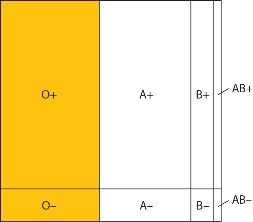 O+ A+ B+ AB+
O– A– B– AB–